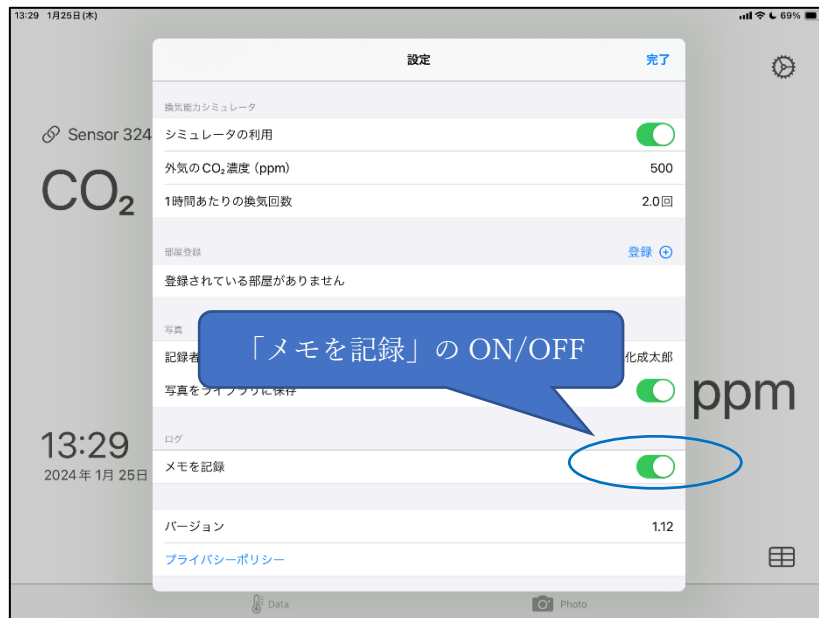 13:29 1月25日(木)
69%
設定
完了
換気能力シミュレータ
シミュレータの利用
外気のCO₂濃度（ppm） 500
1時間あたりの換気回数 2.0回
部屋登録 登録
登録されている部屋がありません
写真
記録者 化成太郎
写真をライブラリに保存
ログ
メモを記録
バージョン 1.12
プライバシーポリシー
「メモを記録」の ON/OFF
Sensor 324
CO₂
ppm
13:29
2024年 1月 25日
Data
Photo